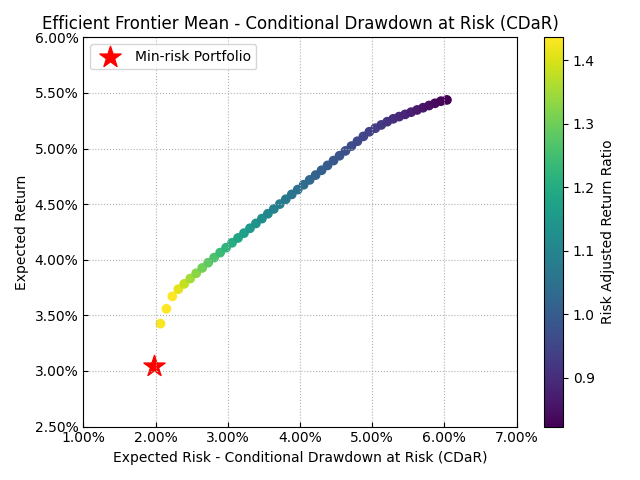 Efficient Frontier Mean - Conditional Drawdown at Risk (CDaR)
Min-risk Portfolio
6.00%
5.50%
5.00%
4.50%
4.00%
3.50%
3.00%
2.50%
Expected Return
1.00% 2.00% 3.00% 4.00% 5.00% 6.00% 7.00%
Expected Risk - Conditional Drawdown at Risk (CDaR)
1.4
1.3
1.2
1.1
1.0
0.9
Risk Adjusted Return Ratio